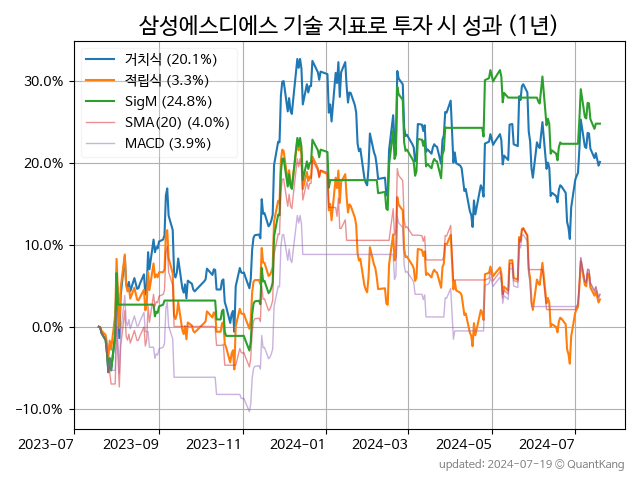 삼성에스디에스 기술 지표로 투자 시 성과 (1년)
거치식 (20.1%)
적립식 (3.3%)
SigM (24.8%)
SMA(20) (4.0%)
MACD (3.9%)
30.0%
20.0%
10.0%
0.0%
−10.0%
2023-07 2023-09 2023-11 2024-01 2024-03 2024-05 2024-07
updated: 2024-07-19 © QuantKang